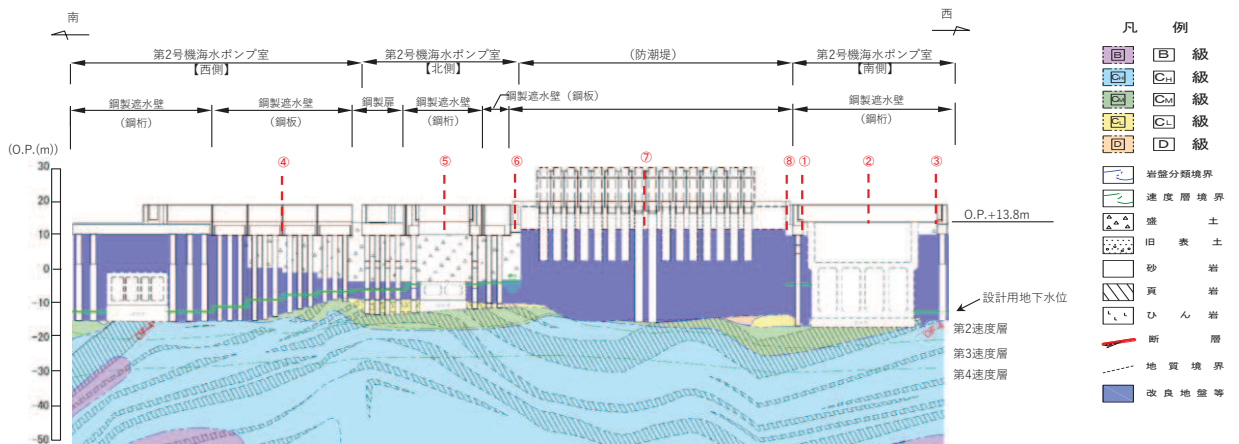 南
西
第2号機海水ポンプ室
【西側】
第2号機海水ポンプ室
【北側】
(防潮堤)
第2号機海水ポンプ室
【南側】
鋼製遮水壁
(鋼桁)
鋼製遮水壁
(鋼板)
鋼製扉
鋼製遮水壁
(鋼桁)
鋼製遮水壁(鋼板)
鋼製遮水壁
(鋼桁)
(O.P.(m))
30
20
10
0
-10
-20
-30
-40
-50
④
⑤
⑥
⑦
⑧
①
②
③
O.P.+13.8m
設計用地下水位
第2速度層
第3速度層
第4速度層
凡例
B B 級
CH CH 級
CM CM 級
CL CL 級
D D 級
岩盤分類境界
速度層境界
盛土
旧表土
砂岩
頁岩
ひん岩
断層
地質境界
改良地盤等